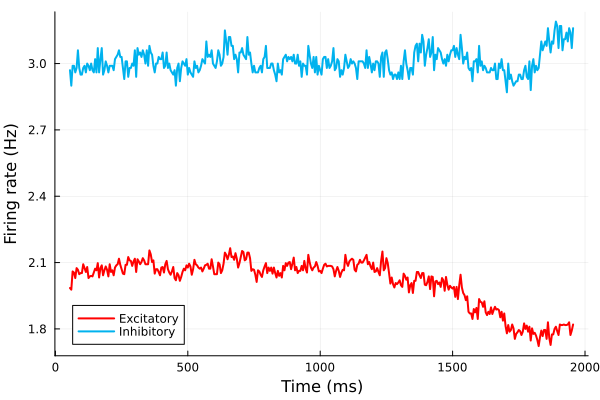 3.0
2.7
2.4
2.1
1.8
Firing rate (Hz)
Excitatory
Inhibitory
0
500
1000
1500
2000
Time (ms)